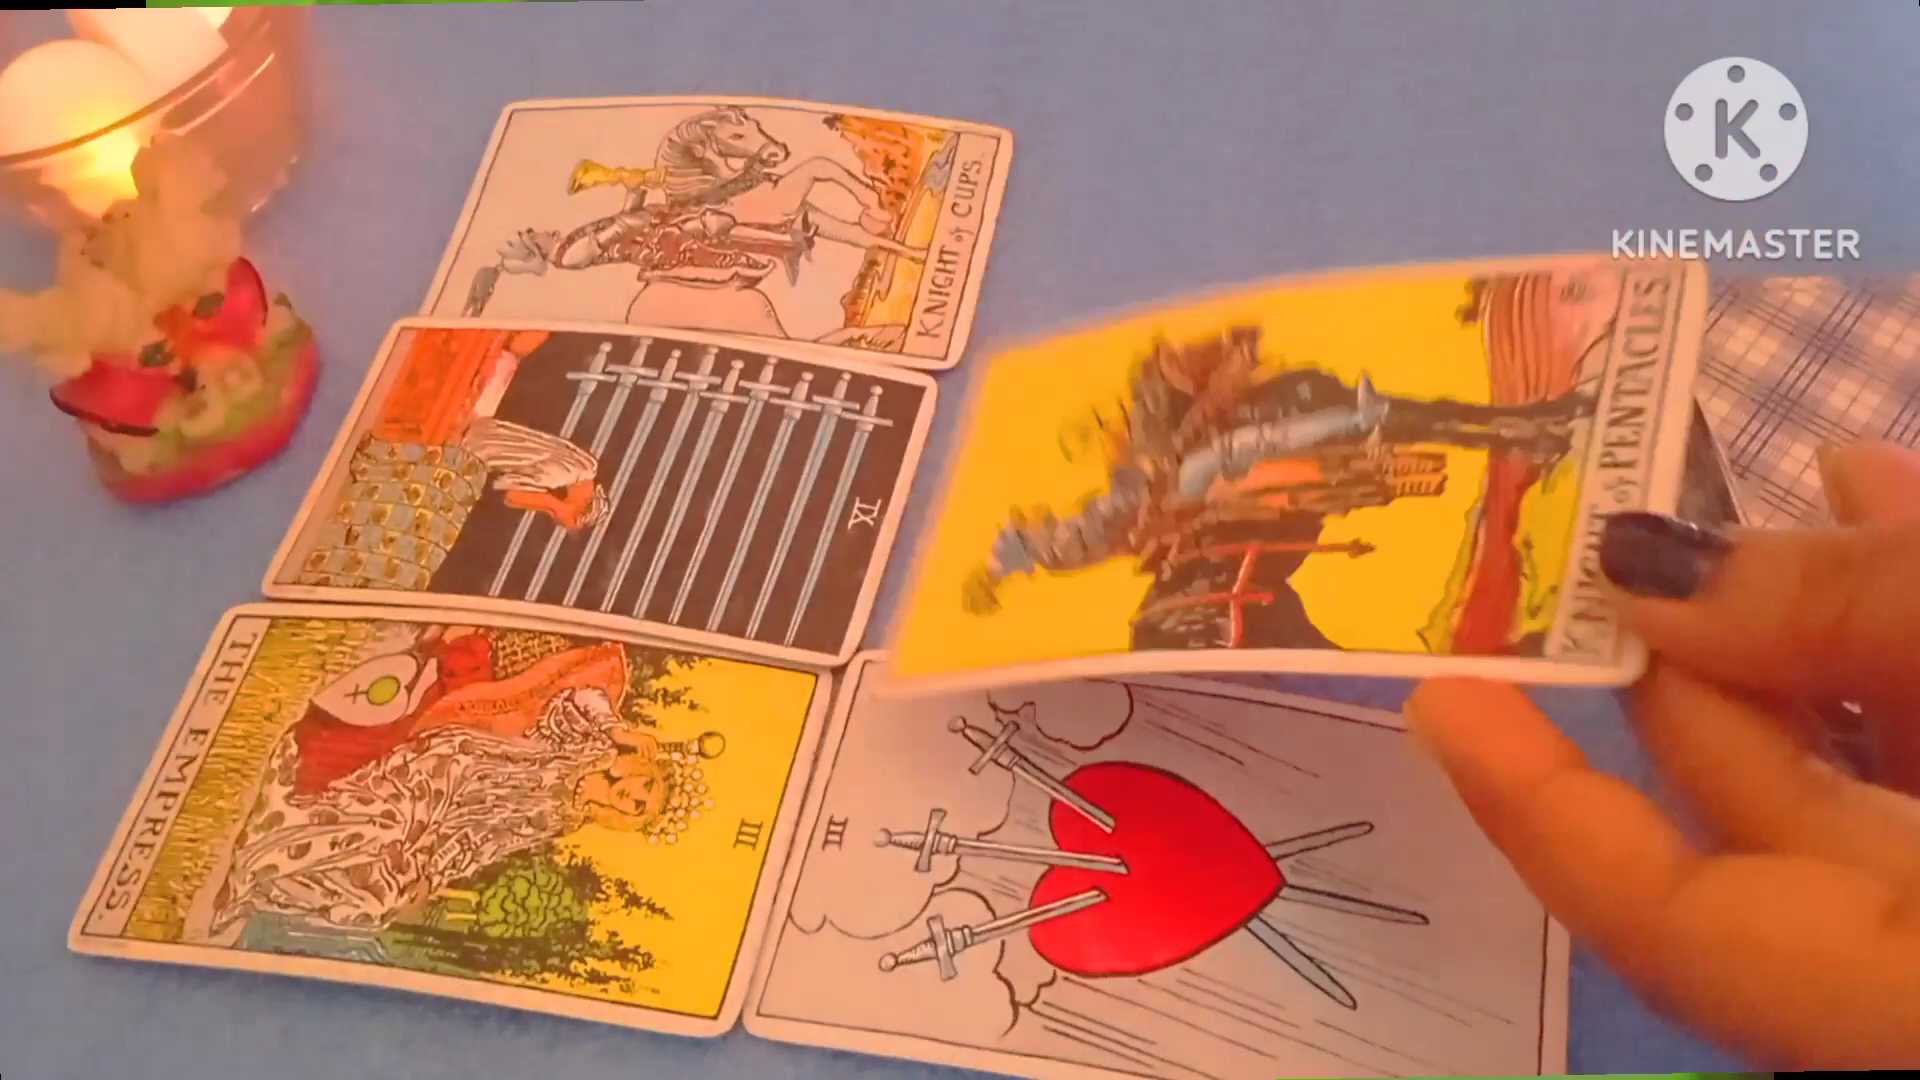 K
KINEMASTER
KNIGHT of CUPS.
KNIGHT of PENTACLES
IX
THE EMPRESS.
III
III